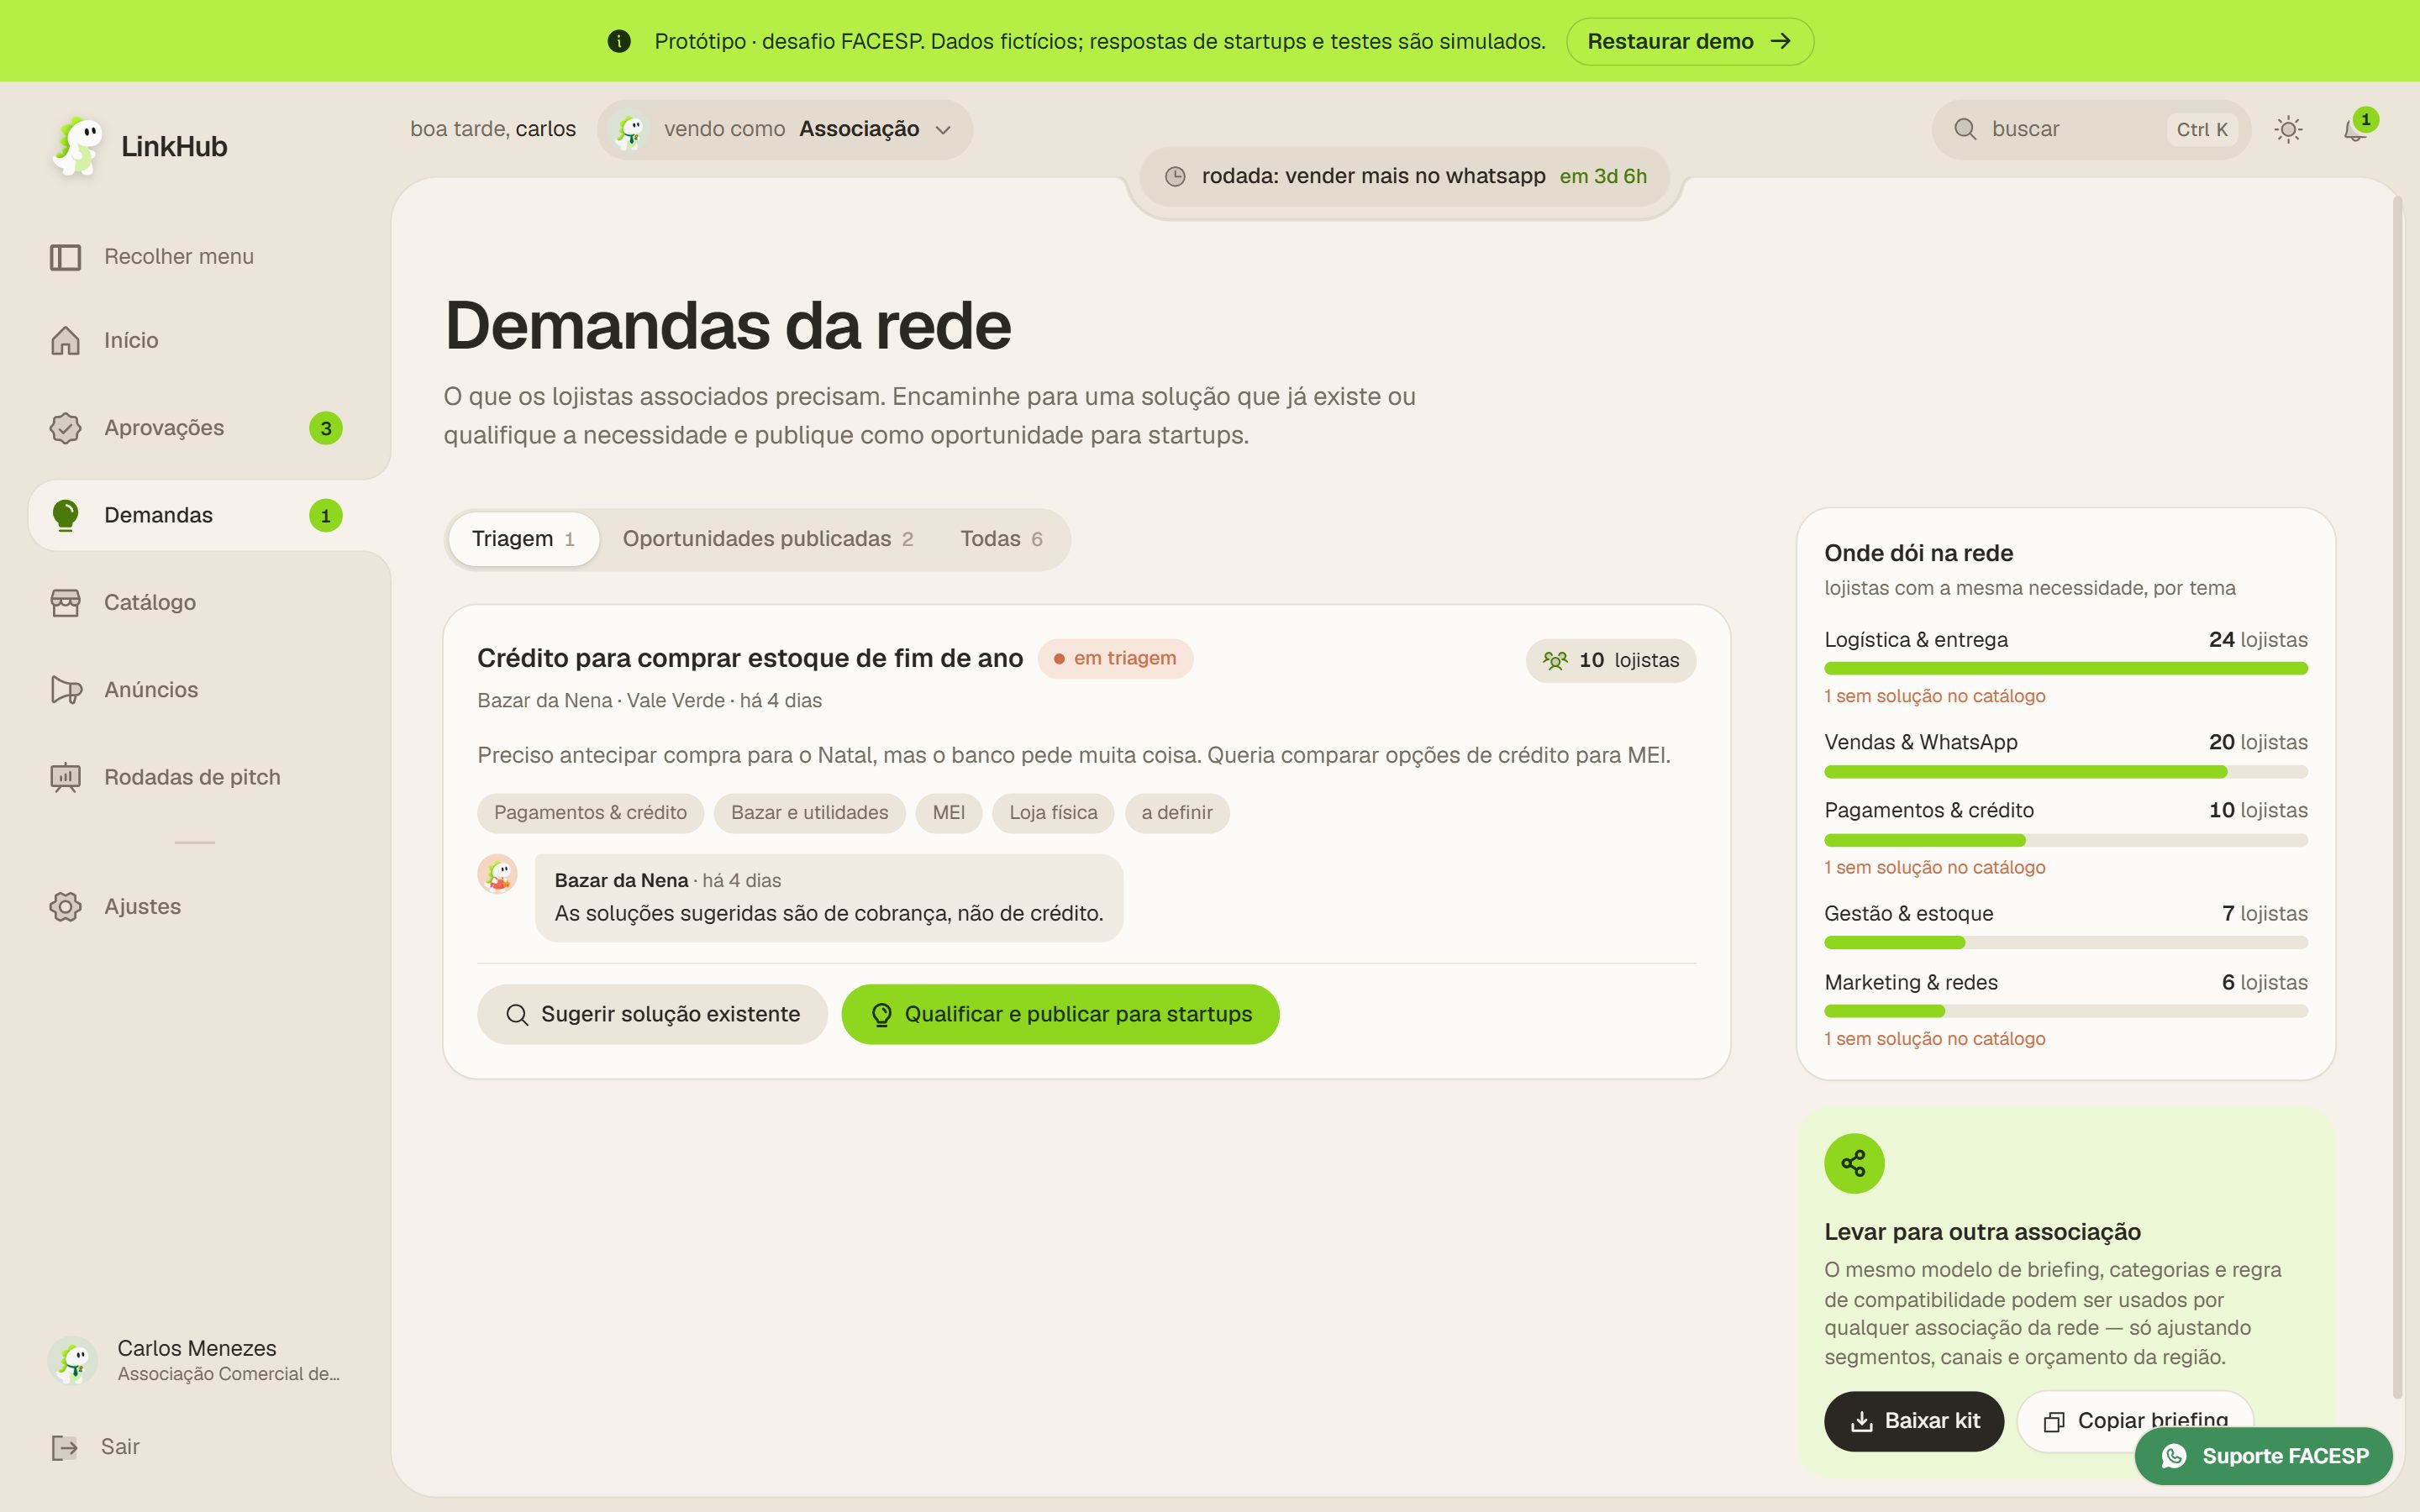 Protótipo · desafio FACESP. Dados fictícios; respostas de startups e testes são simulados.
Restaurar demo
LinkHub
boa tarde, carlos
vendo como Associação
rodada: vender mais no whatsapp em 3d 6h
buscar
Ctrl K
1
Recolher menu
Início
Aprovações
3
Demandas
1
Catálogo
Anúncios
Rodadas de pitch
Ajustes
Carlos Menezes
Associação Comercial de...
Sair
Demandas da rede
O que os lojistas associados precisam. Encaminhe para uma solução que já existe ou
qualifique a necessidade e publique como oportunidade para startups.
Triagem 1
Oportunidades publicadas 2
Todas 6
Crédito para comprar estoque de fim de ano
em triagem
10 lojistas
Bazar da Nena · Vale Verde · há 4 dias
Preciso antecipar compra para o Natal, mas o banco pede muita coisa. Queria comparar opções de crédito para MEI.
Pagamentos & crédito
Bazar e utilidades
MEI
Loja física
a definir
Bazar da Nena · há 4 dias
As soluções sugeridas são de cobrança, não de crédito.
Sugerir solução existente
Qualificar e publicar para startups
Onde dói na rede
lojistas com a mesma necessidade, por tema
Logística & entrega 24 lojistas
1 sem solução no catálogo
Vendas & WhatsApp 20 lojistas
Pagamentos & crédito 10 lojistas
1 sem solução no catálogo
Gestão & estoque 7 lojistas
Marketing & redes 6 lojistas
1 sem solução no catálogo
Levar para outra associação
O mesmo modelo de briefing, categorias e regra
de compatibilidade podem ser usados por
qualquer associação da rede — só ajustando
segmentos, canais e orçamento da região.
Baixar kit
Copiar briefing
Suporte FACESP